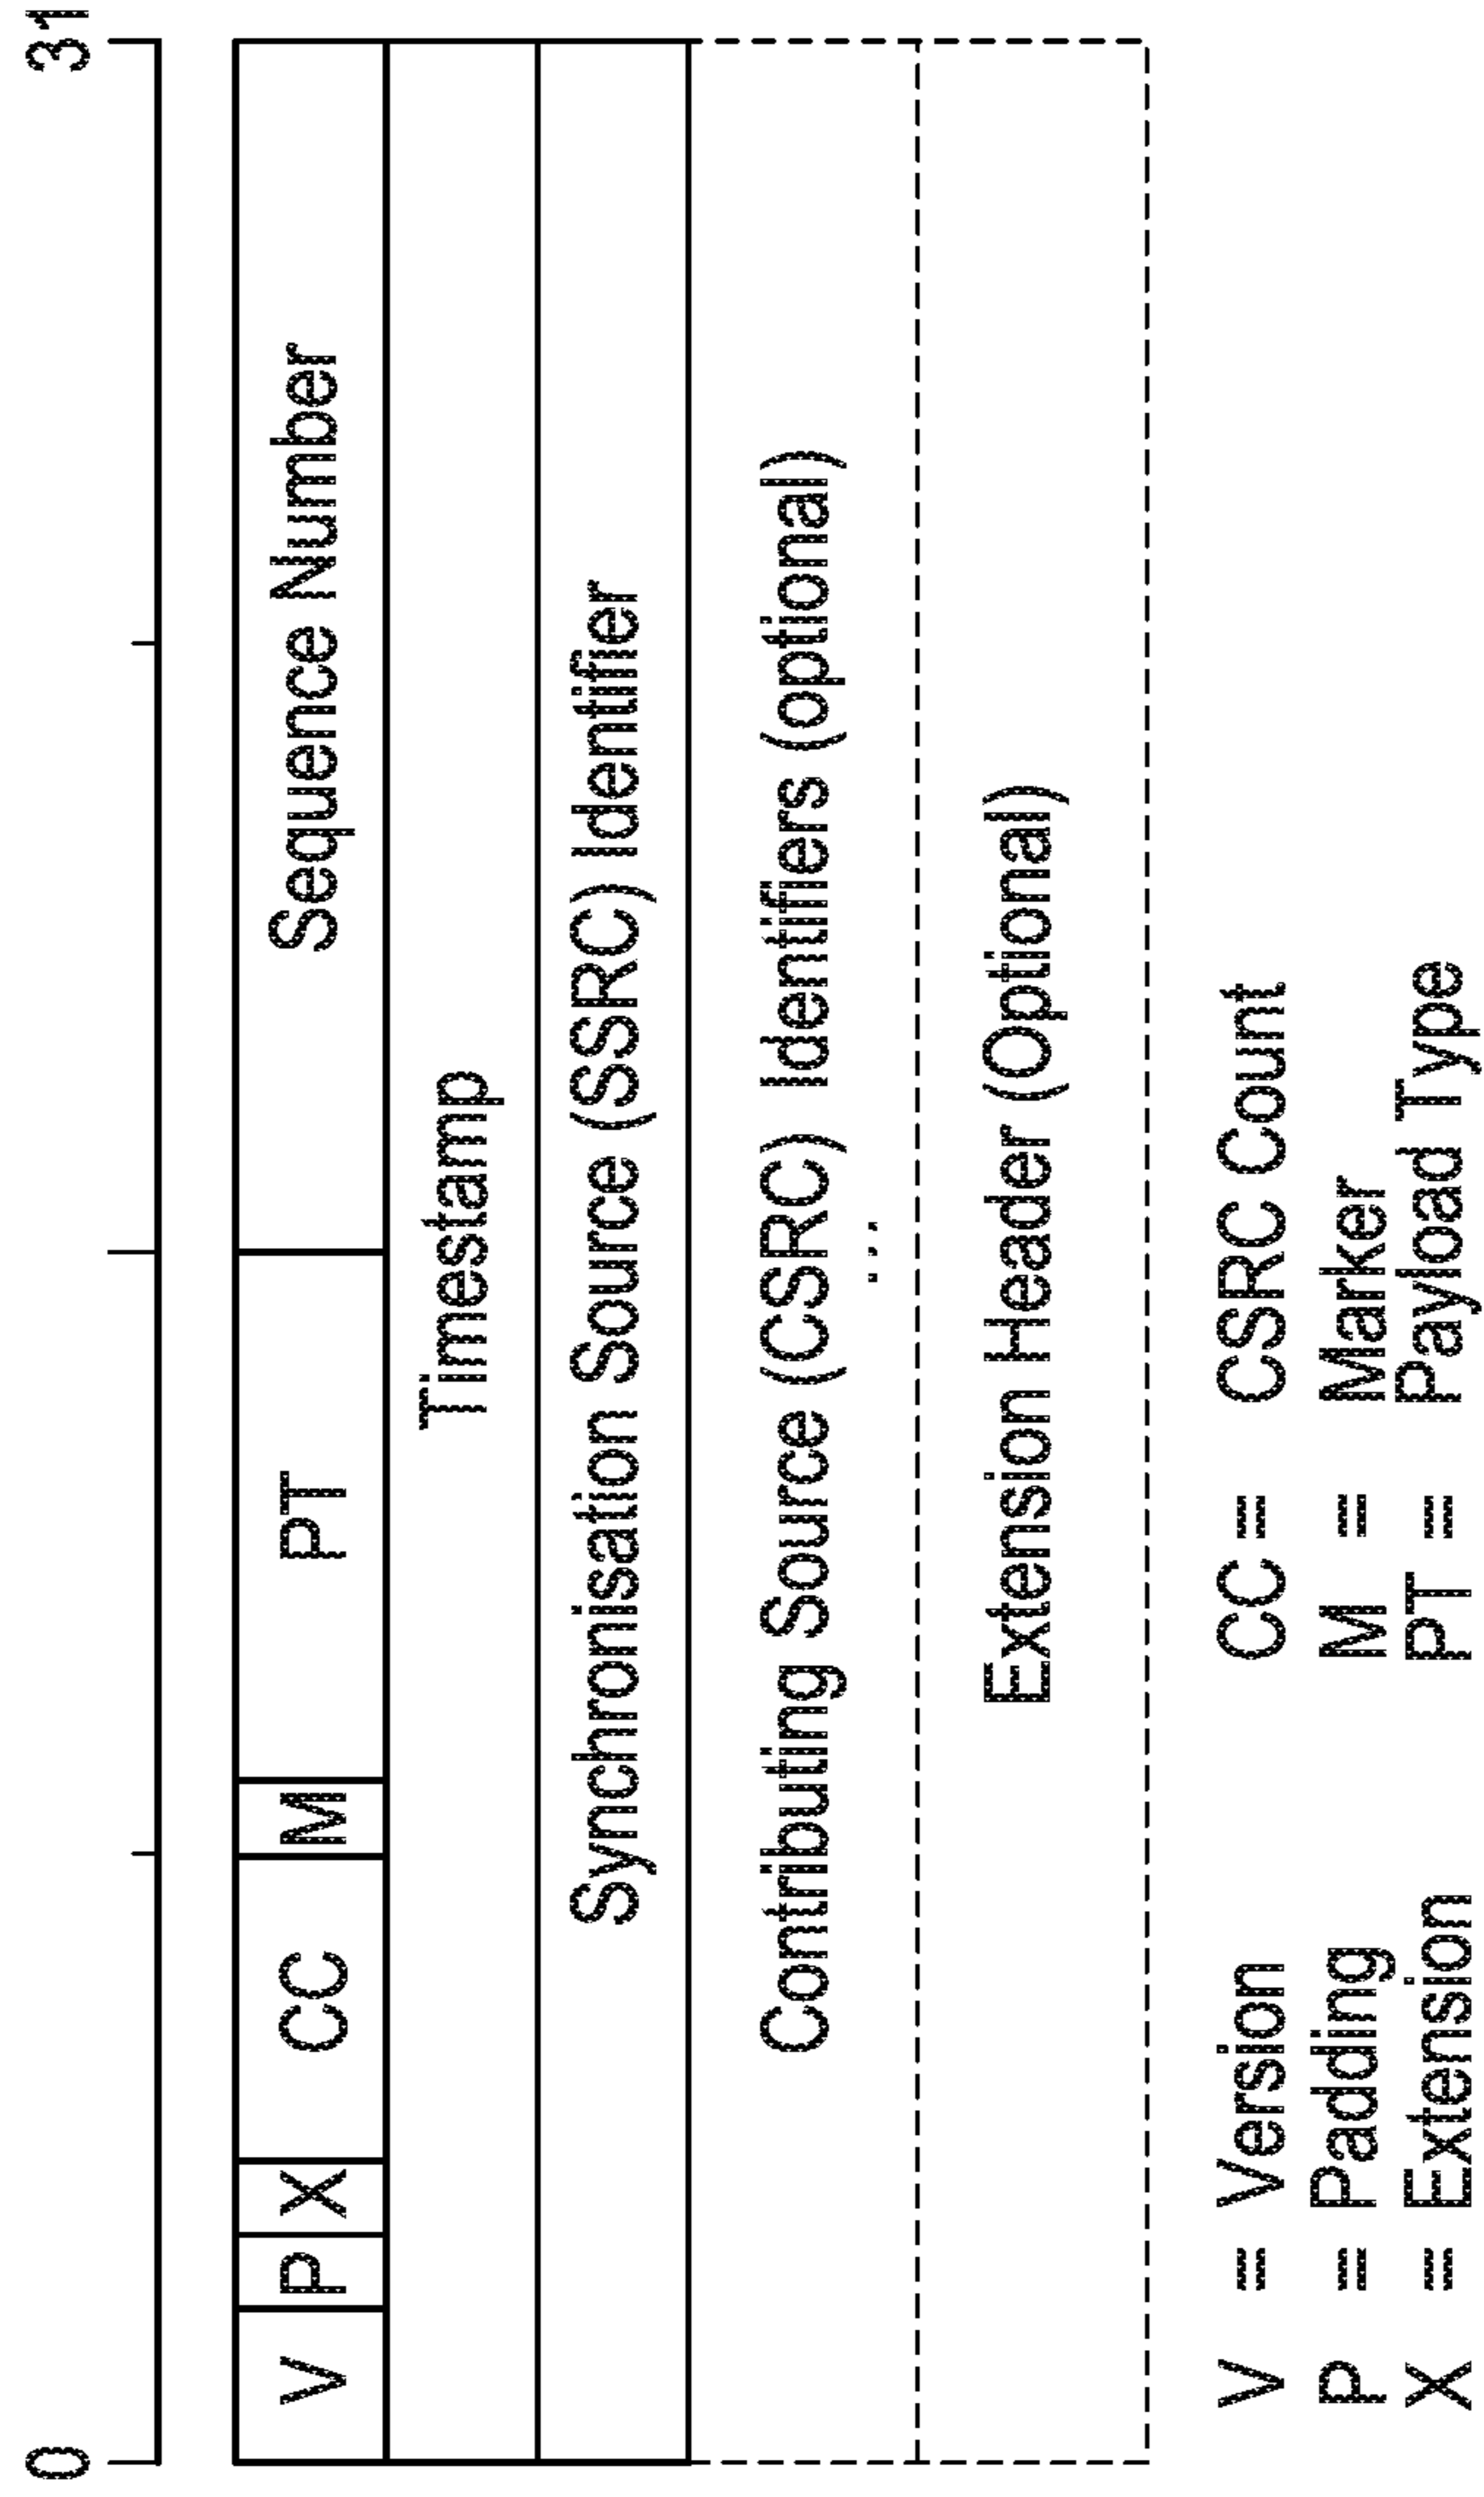 0 31
V P X CC M PT Sequence Number
Timestamp
Synchronisation Source (SSRC) Identifier
Contributing Source (CSRC) Identifiers (optional)
...
Extension Header (Optional)
V = Version CC = CSRC Count
P = Padding M = Marker
X = Extension PT = Payload Type